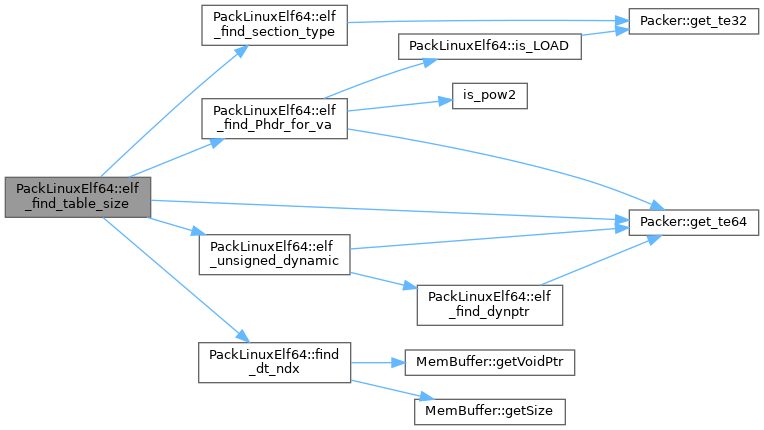 PackLinuxElf64::elf
_find_section_type
Packer::get_te32
PackLinuxElf64::is_LOAD
is_pow2
PackLinuxElf64::elf
_find_Phdr_for_va
PackLinuxElf64::elf
_find_table_size
Packer::get_te64
PackLinuxElf64::elf
_unsigned_dynamic
PackLinuxElf64::elf
_find_dynptr
PackLinuxElf64::find
_dt_ndx
MemBuffer::getVoidPtr
MemBuffer::getSize